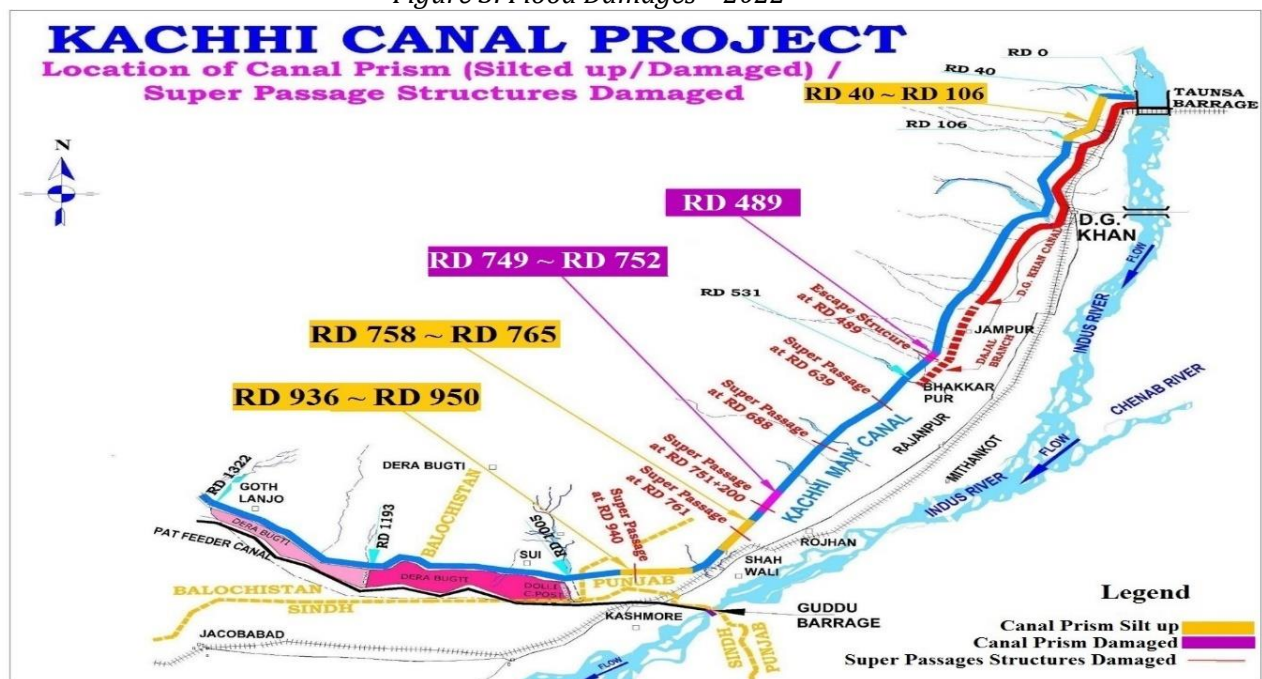 Figure 3: Flood Damages – 2022
KACHHI CANAL PROJECT
Location of Canal Prism (Silted up/Damaged) /
Super Passage Structures Damaged
RD 0
RD 40
RD 40 ~ RD 106
TAUNSA
BARRAGE
RD 106
N
RD 489
D.G.
KHAN
RD 749 ~ RD 752
FLOW
D.G. KHAN CANAL
RD 531
Escape Strucure
at RD 489
INDUS RIVER
RD 758 ~ RD 765
JAMPUR
DAJAL
BRANCH
Super Passage
at RD 639
BHAKKAR
PUR
RD 936 ~ RD 950
Super Passage
at RD 688
CHENAB RIVER
RAJANPUR
KACHHI MAIN CANAL
MITHANKOT
FLOW
Super Passage
at RD 751+200
DERA BUGTI
INDUS RIVER
RD 1322
GOTH
LANJO
BALOCHISTAN
Super Passage
at RD 761
Super Passage
at RD 940
RD 1193
RD 1005
ROJHAN
DERA BUGTI
PAT FEEDER CANAL
SUI
SHAH
WALI
DERA BUGTI
DOLLI
C.POST
PUNJAB
BALOCHISTAN
SINDH
GUDDU
BARRAGE
KASHMORE
JACOBABAD
SINDH
PUNJAB
FLOW
Legend
Canal Prism Silt up
Canal Prism Damaged
Super Passages Structures Damaged